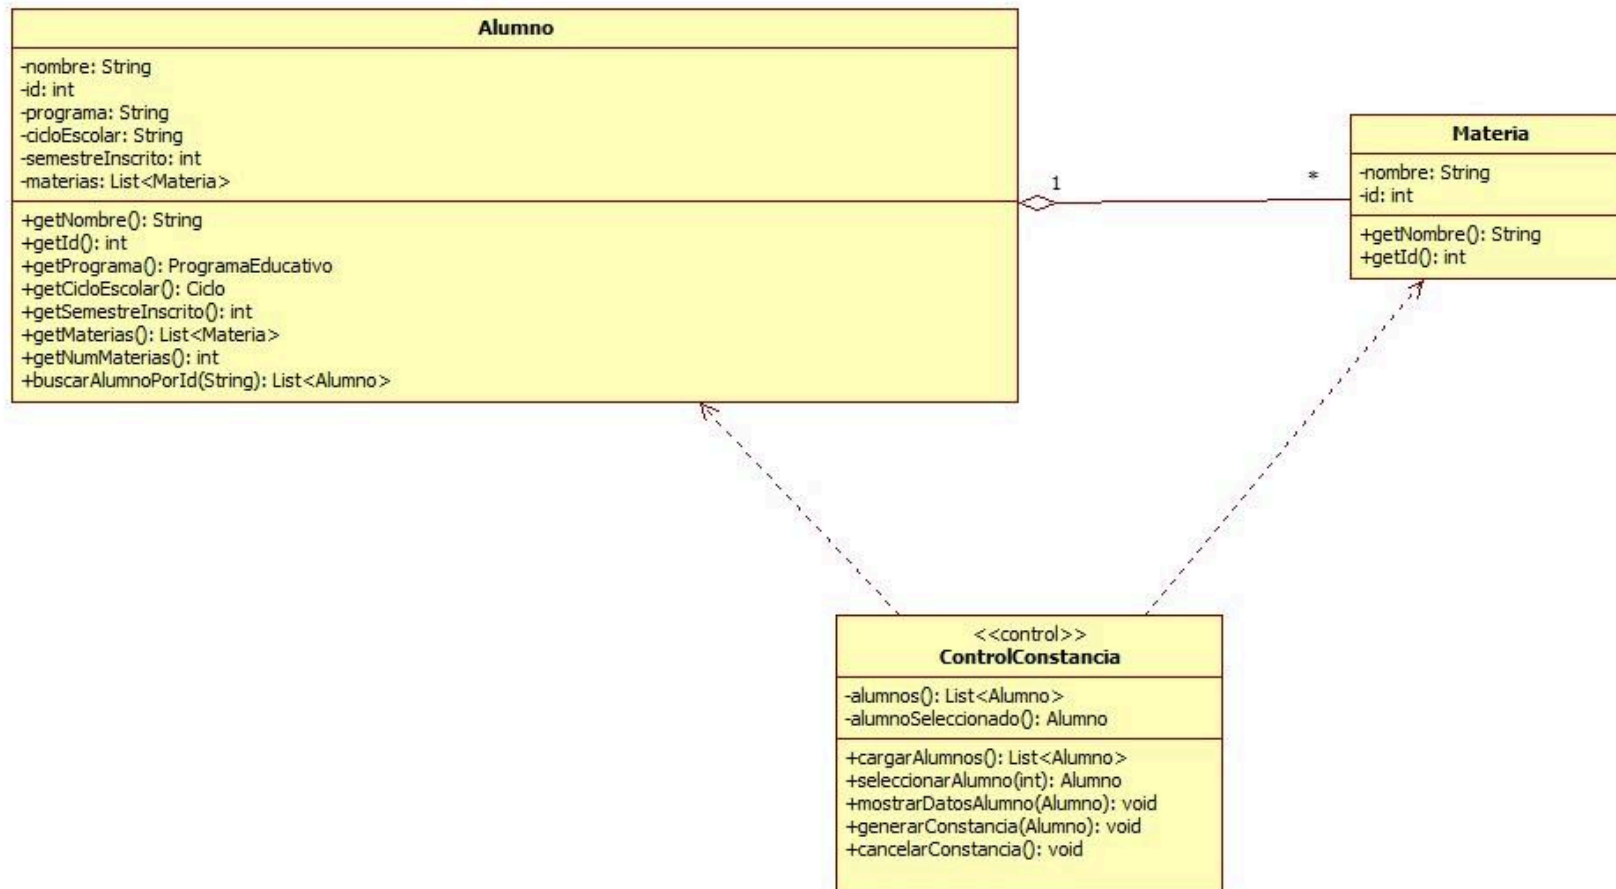 Alumno
-nombre: String
-id: int
-programa: String
-cicloEscolar: String
-semestreInscrito: int
-materias: List<Materia>
+getNombre(): String
+getId(): int
+getPrograma(): ProgramaEducativo
+getCicloEscolar(): Ciclo
+getSemestreInscrito(): int
+getMaterias(): List<Materia>
+getNumMaterias(): int
+buscarAlumnoPorId(String): List<Alumno>
1
*
Materia
-nombre: String
-id: int
+getNombre(): String
+getId(): int
<<control>>
ControlConstancia
-alumnos(): List<Alumno>
-alumnoSeleccionado(): Alumno
+cargarAlumnos(): List<Alumno>
+seleccionarAlumno(int): Alumno
+mostrarDatosAlumno(Alumno): void
+generarConstancia(Alumno): void
+cancelarConstancia(): void